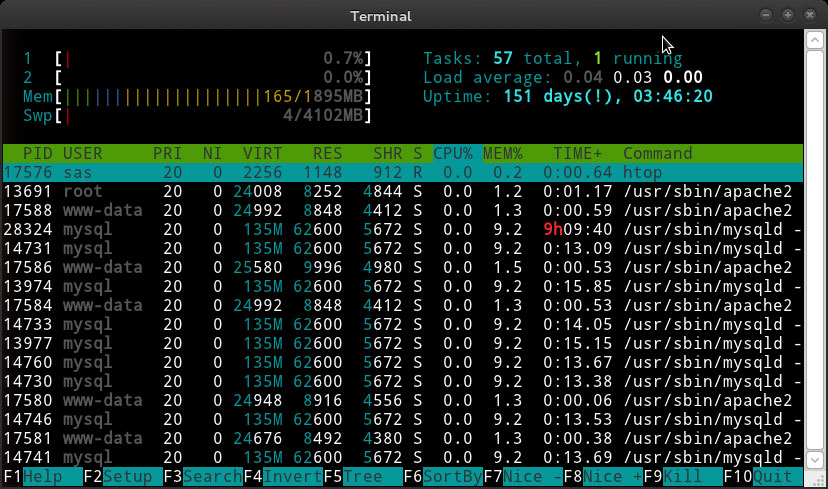 Terminal
1 [| 0.7%] Tasks: 57 total, 1 running
2 [ 0.0%] Load average: 0.04 0.03 0.00
Mem[||||||||||||||||||||165/1895MB] Uptime: 151 days(!), 03:46:20
Swp[| 4/4102MB]
PID USER PRI NI VIRT RES SHR S CPU% MEM% TIME+ Command
17576 sas 20 0 2256 1148 912 R 0.0 0.2 0:00.64 htop
13691 root 20 0 24008 8252 4844 S 0.0 1.2 0:01.17 /usr/sbin/apache2
17588 www-data 20 0 24992 8848 4412 S 0.0 1.3 0:00.59 /usr/sbin/apache2
28324 mysql 20 0 135M 62600 5672 S 0.0 9.2 9h09:40 /usr/sbin/mysqld -
14731 mysql 20 0 135M 62600 5672 S 0.0 9.2 0:13.09 /usr/sbin/mysqld -
17586 www-data 20 0 25580 9996 4980 S 0.0 1.5 0:00.53 /usr/sbin/apache2
13974 mysql 20 0 135M 62600 5672 S 0.0 9.2 0:15.85 /usr/sbin/mysqld -
17584 www-data 20 0 24992 8848 4412 S 0.0 1.3 0:00.53 /usr/sbin/apache2
14733 mysql 20 0 135M 62600 5672 S 0.0 9.2 0:14.05 /usr/sbin/mysqld -
13977 mysql 20 0 135M 62600 5672 S 0.0 9.2 0:15.15 /usr/sbin/mysqld -
14760 mysql 20 0 135M 62600 5672 S 0.0 9.2 0:13.67 /usr/sbin/mysqld -
14730 mysql 20 0 135M 62600 5672 S 0.0 9.2 0:13.38 /usr/sbin/mysqld -
17580 www-data 20 0 24948 8916 4556 S 0.0 1.3 0:00.06 /usr/sbin/apache2
14746 mysql 20 0 135M 62600 5672 S 0.0 9.2 0:13.53 /usr/sbin/mysqld -
17581 www-data 20 0 24676 8492 4380 S 0.0 1.3 0:00.38 /usr/sbin/apache2
14741 mysql 20 0 135M 62600 5672 S 0.0 9.2 0:13.69 /usr/sbin/mysqld -
F1Help F2Setup F3SearchF4InvertF5Tree F6SortByF7Nice -F8Nice +F9Kill F10Quit